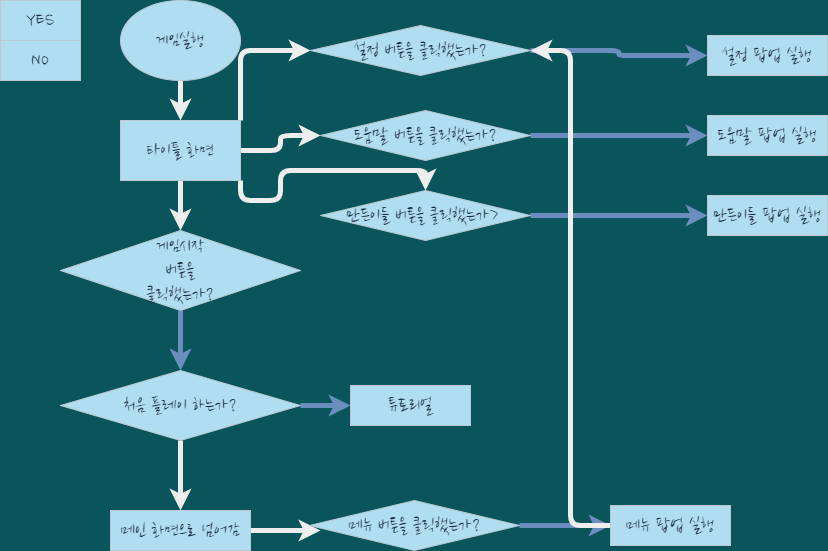 YES
NO
게임실행
설정 버튼을 클릭했는가?
설정 팝업 실행
타이틀 화면
도움말 버튼을 클릭했는가?
도움말 팝업 실행
만든이들 버튼을 클릭했는가>
만든이들 팝업 실행
게임시작
버튼을
클릭했는가?
처음 플레이 하는가?
튜토리얼
메인 화면으로 넘어감
메뉴 버튼을 클릭했는가?
메뉴 팝업 실행